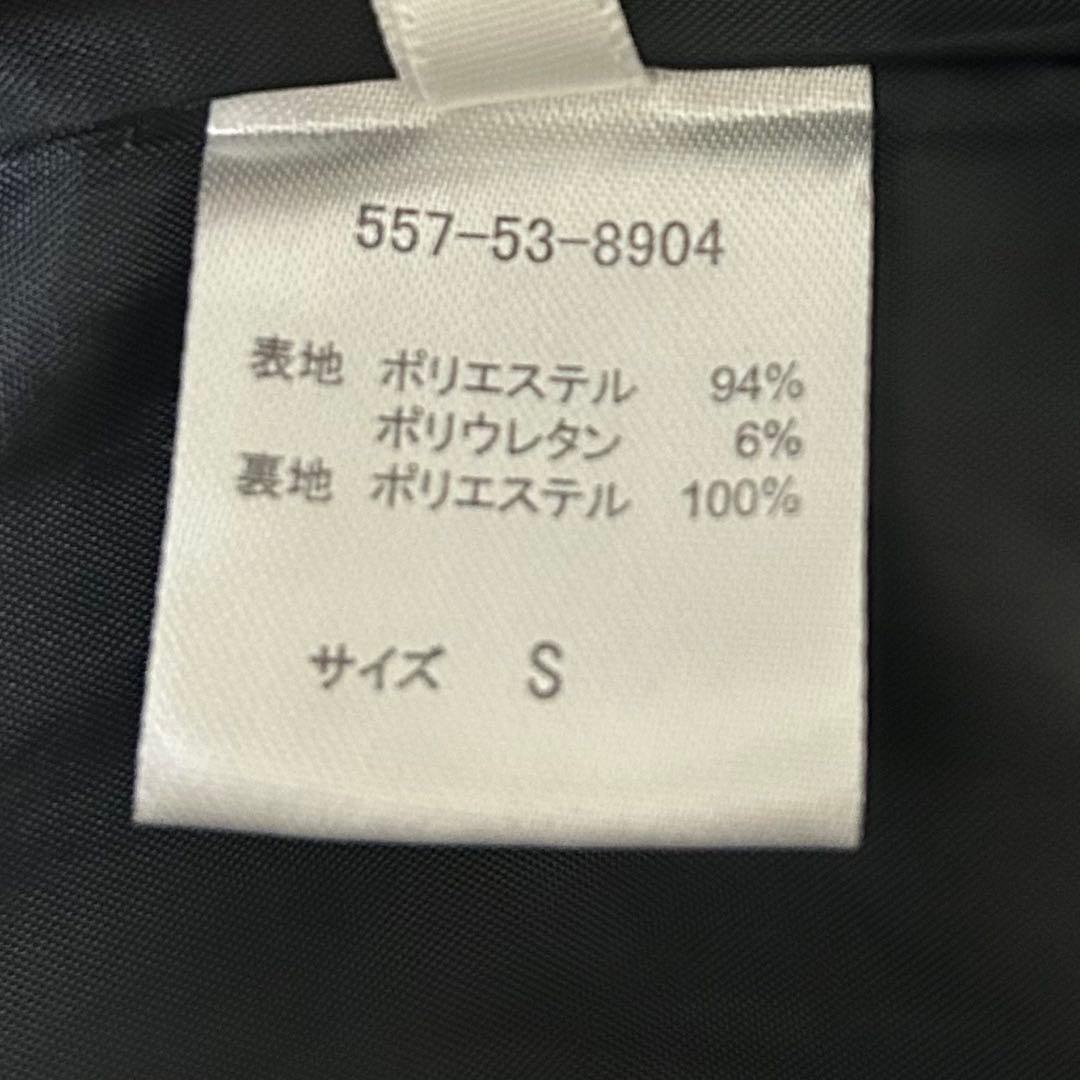 557-53-8904
表地 ポリエステル 94%
ポリウレタン 6%
裏地 ポリエステル 100%
サイズ S